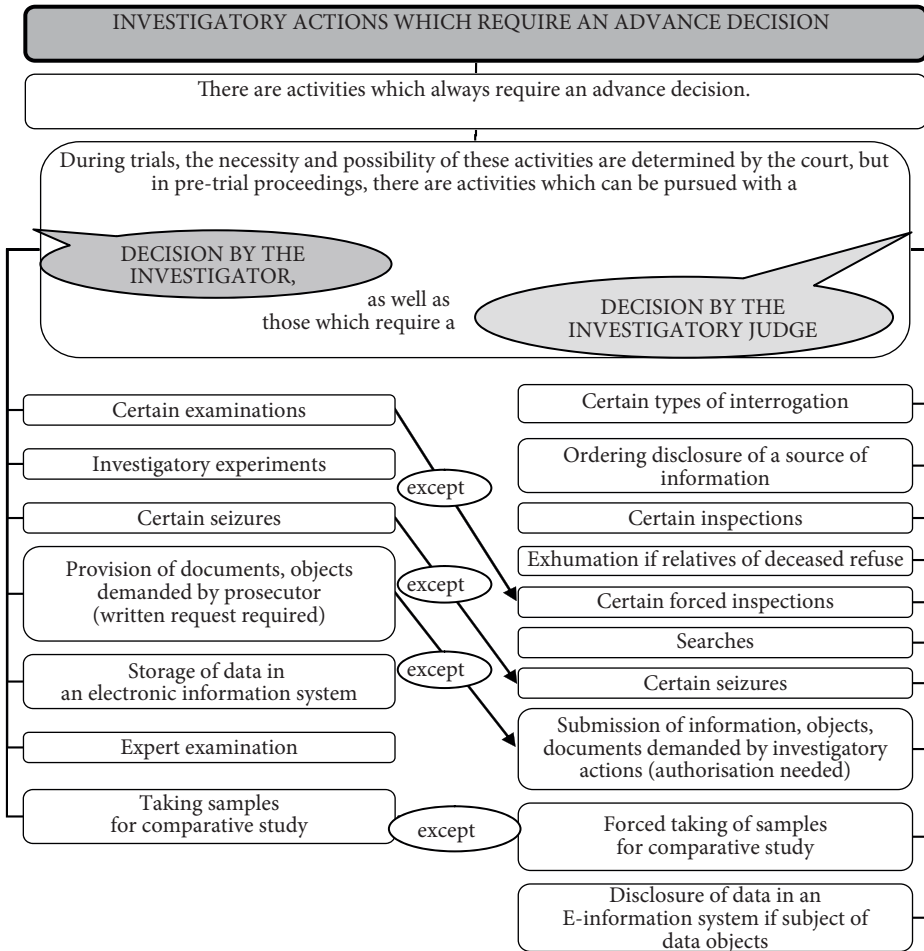 INVESTIGATORY ACTIONS WHICH REQUIRE AN ADVANCE DECISION
There are activities which always require an advance decision.
During trials, the necessity and possibility of these activities are determined by the court, but
in pre-trial proceedings, there are activities which can be pursued with a
DECISION BY THE
INVESTIGATOR,
as well as
those which require a
DECISION BY THE
INVESTIGATORY JUDGE
Certain examinations
Investigatory experiments
Certain seizures
Provision of documents, objects
demanded by prosecutor
(written request required)
Storage of data in
an electronic information system
Expert examination
Taking samples
for comparative study
except
except
except
except
Certain types of interrogation
Ordering disclosure of a source of
information
Certain inspections
Exhumation if relatives of deceased refuse
Certain forced inspections
Searches
Certain seizures
Submission of information, objects,
documents demanded by investigatory
actions (authorisation needed)
Forced taking of samples
for comparative study
Disclosure of data in an
E-information system if subject of
data objects